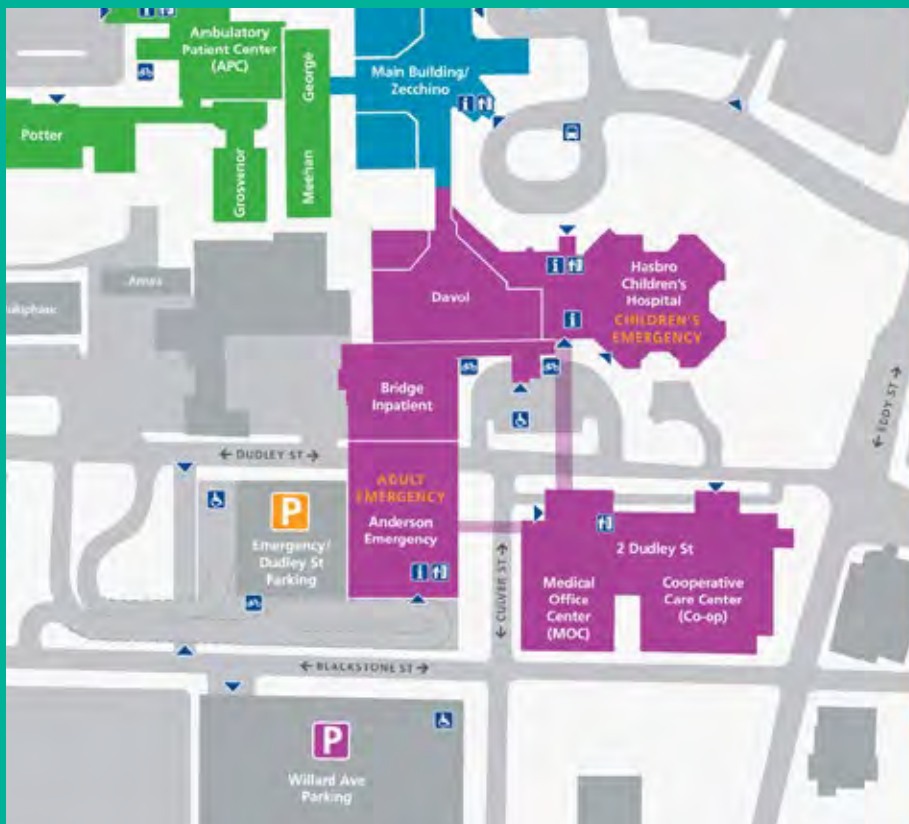 Ambulatory
Patient Center
(APC)
George
Meehan
Main Building/
Zecchino
Potter
Grosvenor
Ames
Davol
Hasbro
Children's
Hospital
CHILDREN'S
EMERGENCY
Bridge
Inpatient
← EDDY ST →
← DUDLEY ST →
ADULT
EMERGENCY
Anderson
Emergency
P
Emergency/
Dudley St
Parking
← CULVER ST →
2 Dudley St
Medical
Office
Center
(MOC)
Cooperative
Care Center
(Co-op)
← BLACKSTONE ST →
P
Willard Ave
Parking